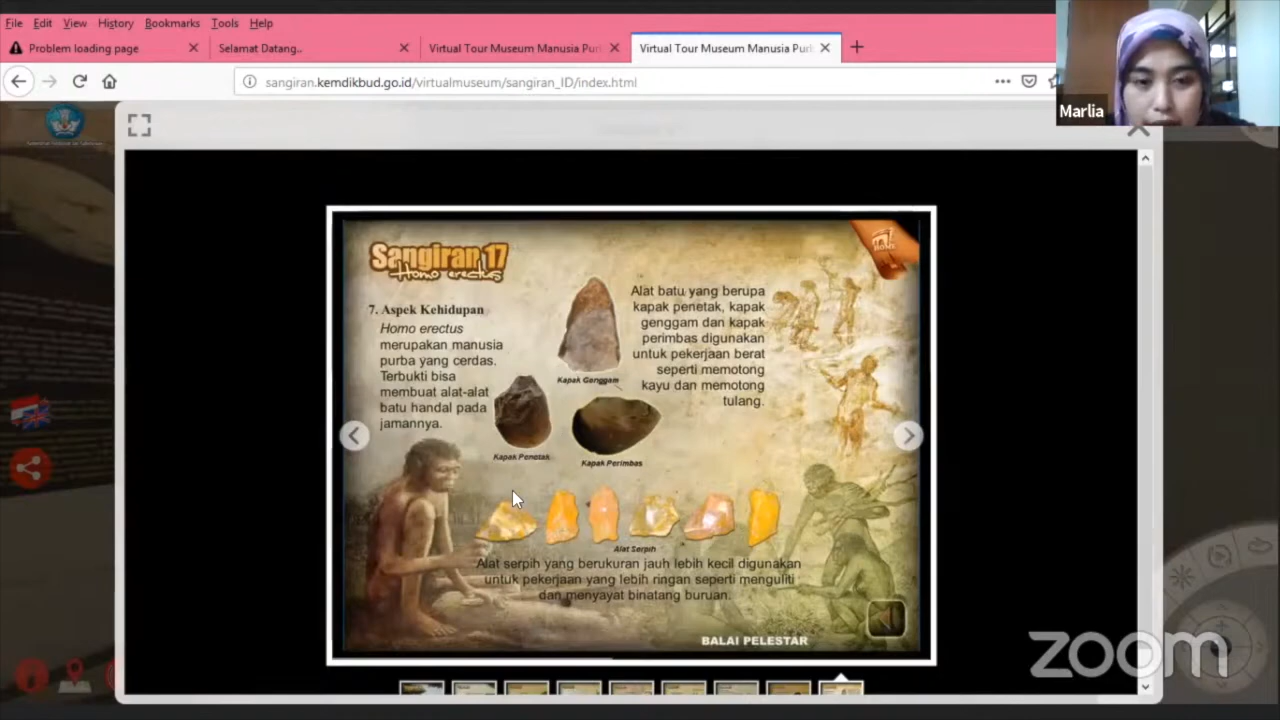 File Edit View History Bookmarks Tools Help
Problem loading page
Selamat Datang..
Virtual Tour Museum Manusia Pur
Virtual Tour Museum Manusia Pur
sangiran.kemdikbud.go.id/virtualmuseum/sangiran_ID/index.html
Marlia
Sangiran 17
Homo erectus
HOME
7. Aspek Kehidupan
Homo erectus
merupakan manusia
purba yang cerdas.
Terbukti bisa
membuat alat-alat
batu handal pada
jamannya.
Alat batu yang berupa
kapak penetak, kapak
genggam dan kapak
perimbas digunakan
untuk pekerjaan berat
seperti memotong
kayu dan memotong
tulang.
Kapak Genggam
Kapak Penetak
Kapak Perimbas
Alat Serpih
Alat serpih yang berukuran jauh lebih kecil digunakan
untuk pekerjaan yang lebih ringan seperti menguliti
dan menyayat binatang buruan.
BALAI PELESTAR
zoom